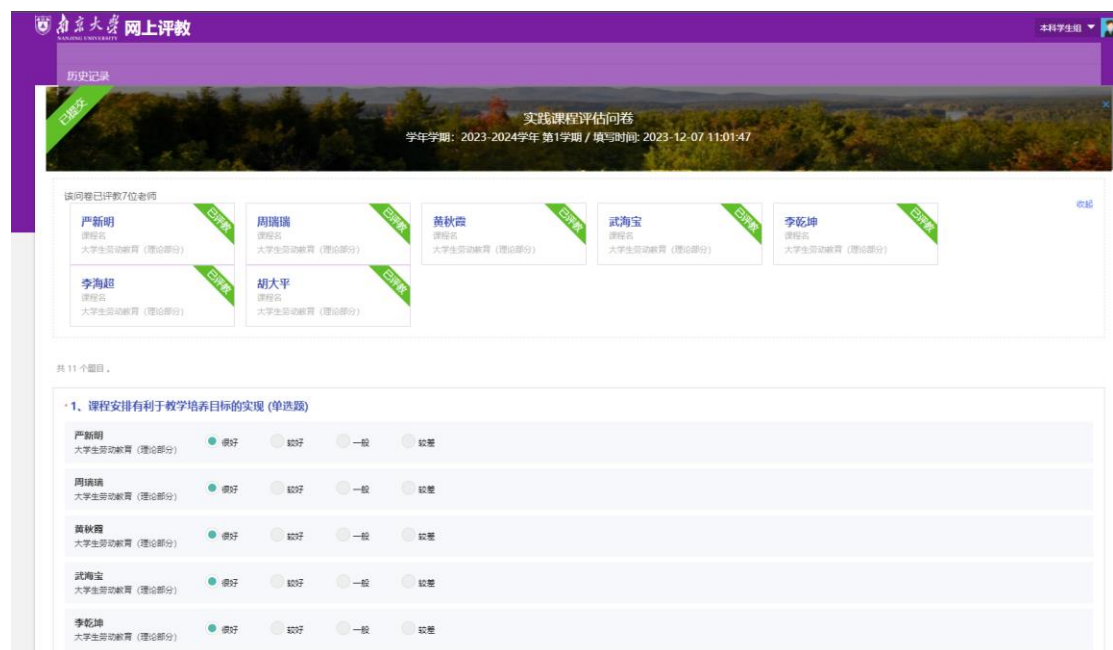 南京大学 网上评教
NANJING UNIVERSITY
本科学生组
历史记录
已提交
实践课程评估问卷
学年学期: 2023-2024学年 第1学期 / 填写时间: 2023-12-07 11:01:47
该问卷已评教7位老师
收起
严新明
课程名
大学生劳动教育（理论部分）
已评教
周瑞瑞
课程名
大学生劳动教育（理论部分）
已评教
黄秋霞
课程名
大学生劳动教育（理论部分）
已评教
武海宝
课程名
大学生劳动教育（理论部分）
已评教
李乾坤
课程名
大学生劳动教育（理论部分）
已评教
李海超
课程名
大学生劳动教育（理论部分）
已评教
胡大平
课程名
大学生劳动教育（理论部分）
已评教
共 11 个题目 。
* 1、课程安排有利于教学培养目标的实现 (单选题)
严新明
大学生劳动教育（理论部分）
很好 较好 一般 较差
周瑞瑞
大学生劳动教育（理论部分）
很好 较好 一般 较差
黄秋霞
大学生劳动教育（理论部分）
很好 较好 一般 较差
武海宝
大学生劳动教育（理论部分）
很好 较好 一般 较差
李乾坤
大学生劳动教育（理论部分）
很好 较好 一般 较差